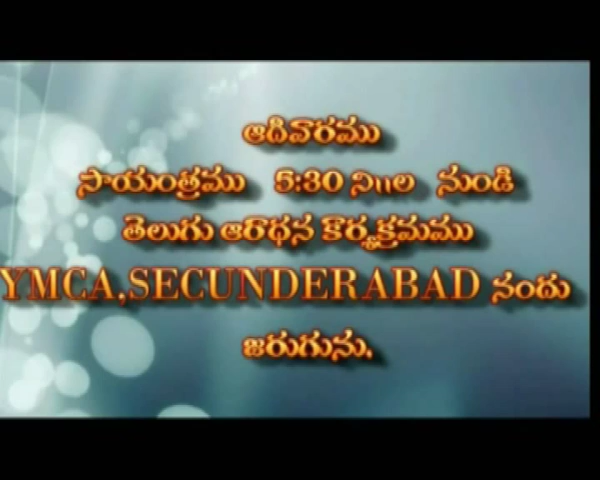 ఆదివారము
సాయంత్రము 5:30 ని॥ల నుండి
తెలుగు ఆరాధన కార్యక్రమము
YMCA,SECUNDERABAD నందు
జరుగును.